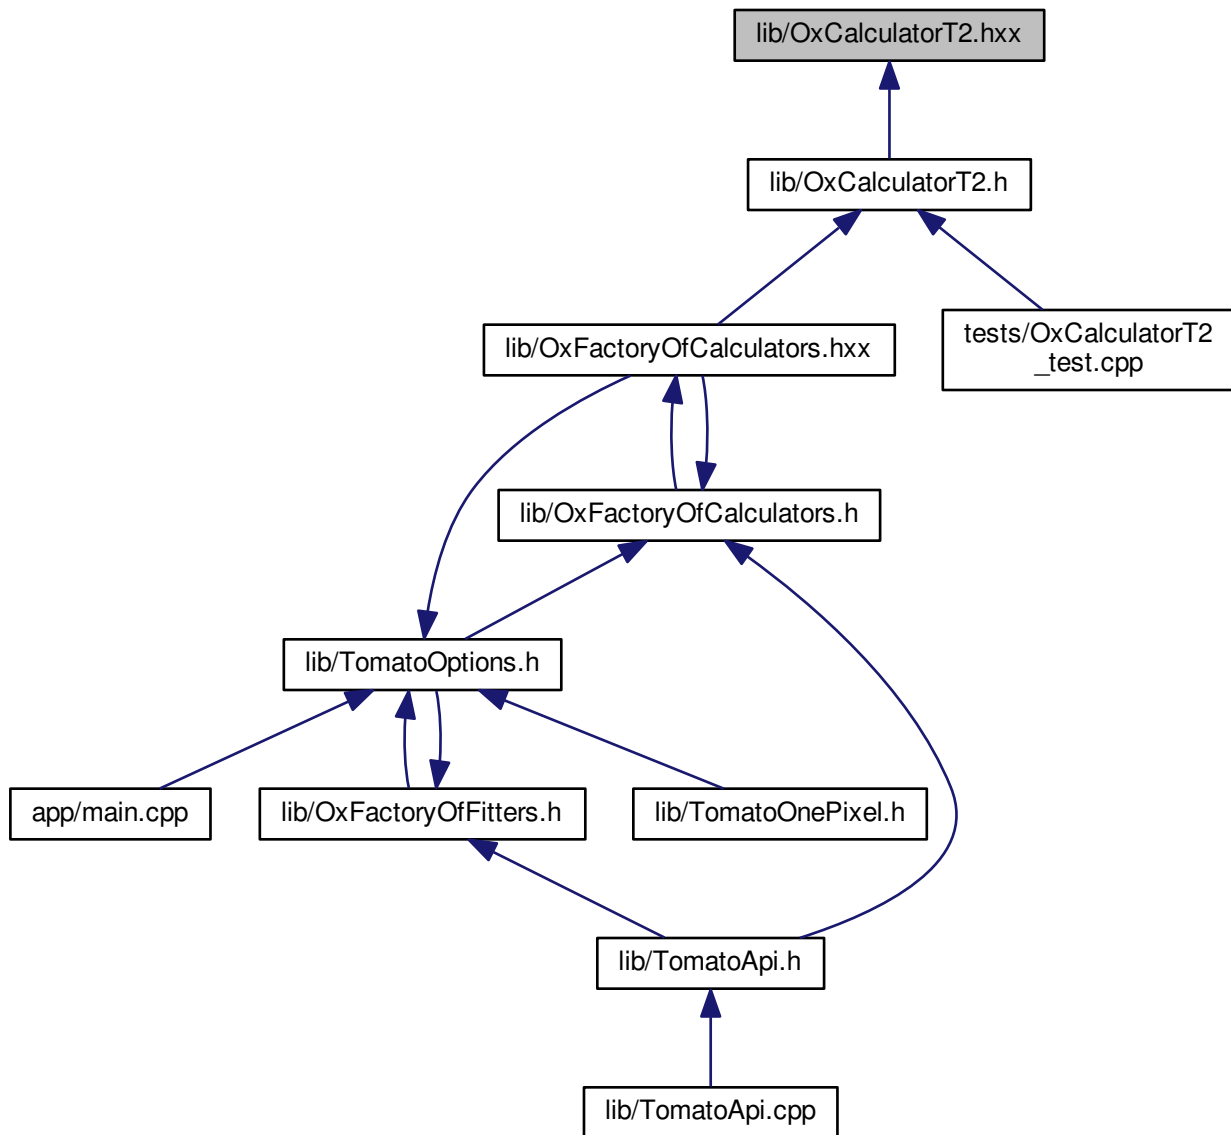 lib/OxCalculatorT2.hxx
lib/OxCalculatorT2.h
lib/OxFactoryOfCalculators.hxx
tests/OxCalculatorT2
_test.cpp
lib/OxFactoryOfCalculators.h
lib/TomatoOptions.h
app/main.cpp
lib/OxFactoryOfFitters.h
lib/TomatoOnePixel.h
lib/TomatoApi.h
lib/TomatoApi.cpp